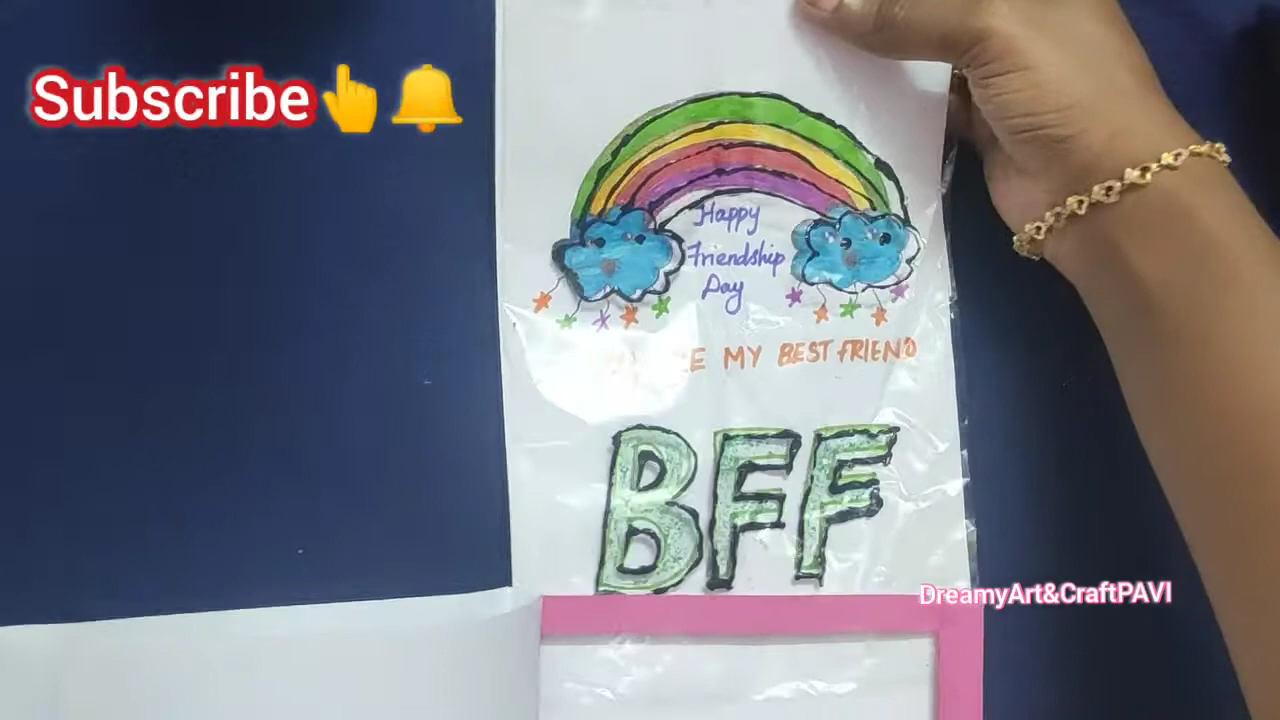 Subscribe
Happy
Friendship
Day
MY BEST FRIEND
BFF
DreamyArt&CraftPAVI